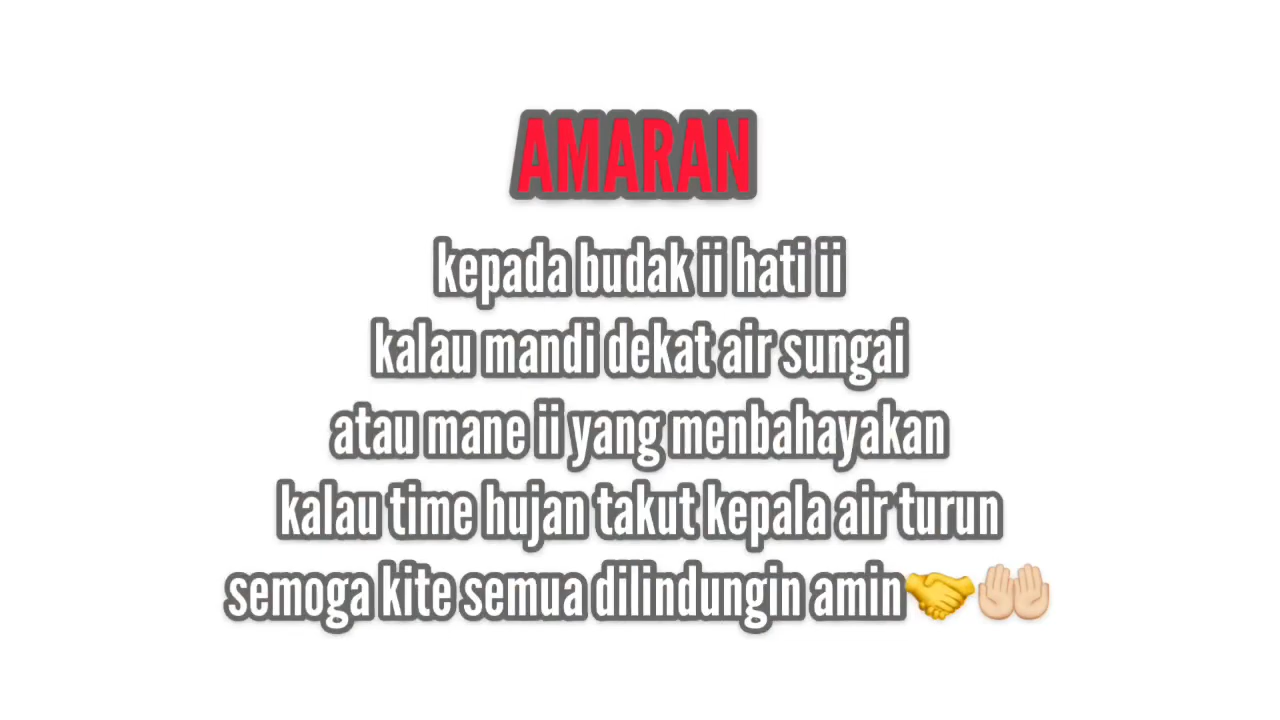 AMARAN
kepada budak ii hati ii
kalau mandi dekat air sungai
atau mane ii yang menbahayakan
kalau time hujan takut kepala air turun
semoga kite semua dilindungin amin🤝🤲🏻